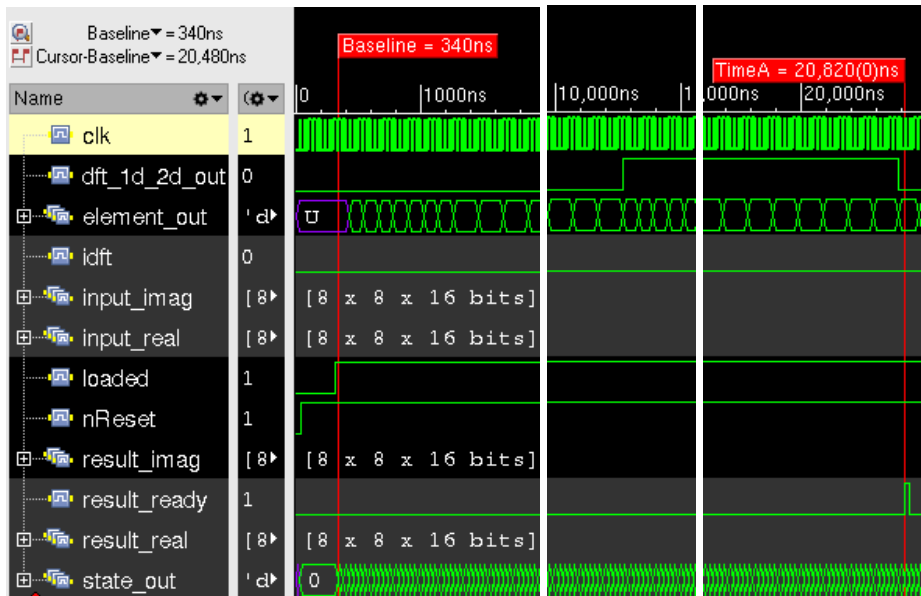 Baseline▾ = 340ns
Cursor-Baseline▾ = 20,480ns
Baseline = 340ns
TimeA = 20,820(0)ns
Name
0
1000ns
10,000ns
1
,000ns
20,000ns
clk 1
dft_1d_2d_out 0
element_out 'd U
idft 0
input_imag [8 [8 x 8 x 16 bits]
input_real [8 [8 x 8 x 16 bits]
loaded 1
nReset 1
result_imag [8 [8 x 8 x 16 bits]
result_ready 1
result_real [8 [8 x 8 x 16 bits]
state_out 'd 0